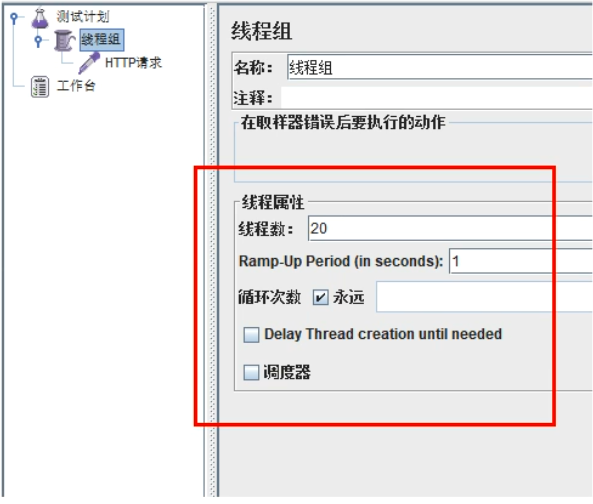 测试计划
线程组
HTTP请求
工作台
线程组
名称： 线程组
注释：
在取样器错误后要执行的动作
线程属性
线程数： 20
Ramp-Up Period (in seconds): 1
循环次数 永远
Delay Thread creation until needed
调度器